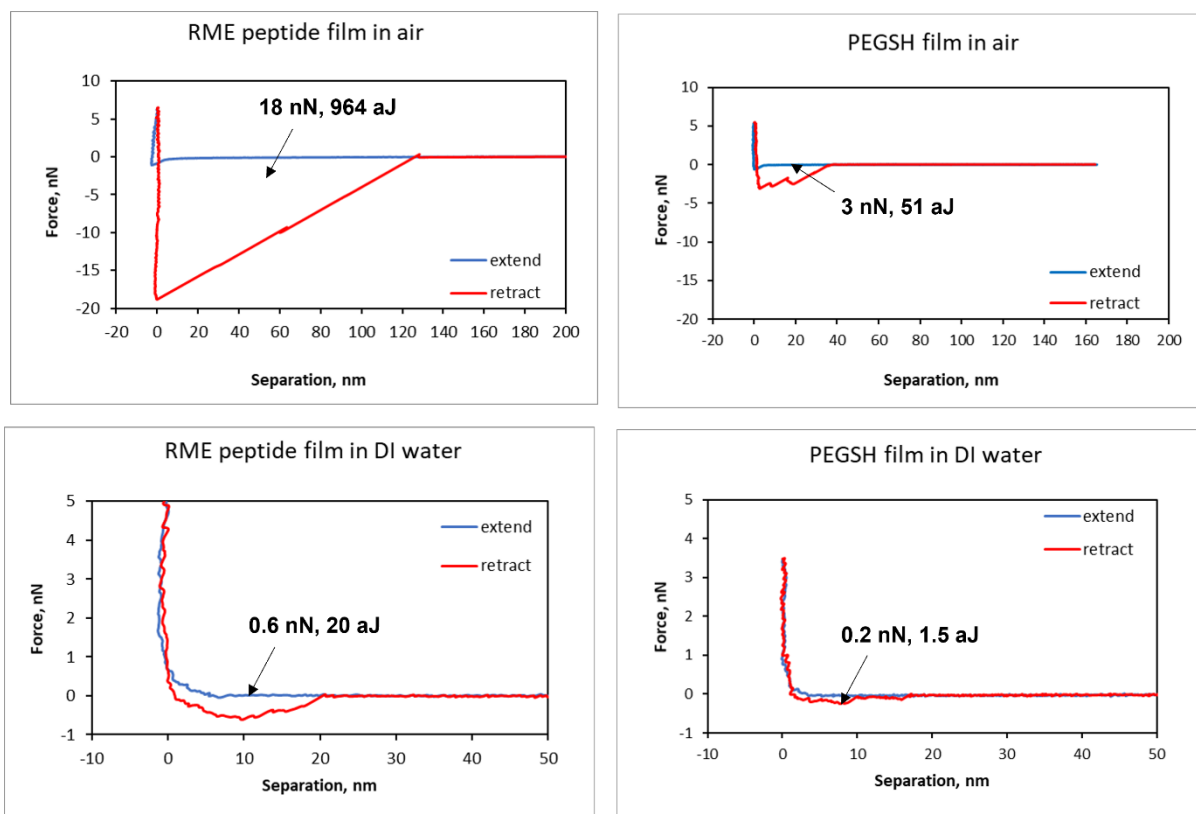 RME peptide film in air
10
5
0
-5
-10
-15
-20
Force, nN
18 nN, 964 aJ
extend
retract
-20 0 20 40 60 80 100 120 140 160 180 200
Separation, nm
PEGSH film in air
10
5
0
-5
-10
-15
-20
Force, nN
3 nN, 51 aJ
extend
retract
-20 0 20 40 60 80 100 120 140 160 180 200
Separation, nm
RME peptide film in DI water
5
4
3
2
1
0
-1
Force, nN
extend
retract
0.6 nN, 20 aJ
-10 0 10 20 30 40 50
Separation, nm
PEGSH film in DI water
5
4
3
2
1
0
-1
Force, nN
extend
retract
0.2 nN, 1.5 aJ
-10 0 10 20 30 40 50
Separation, nm